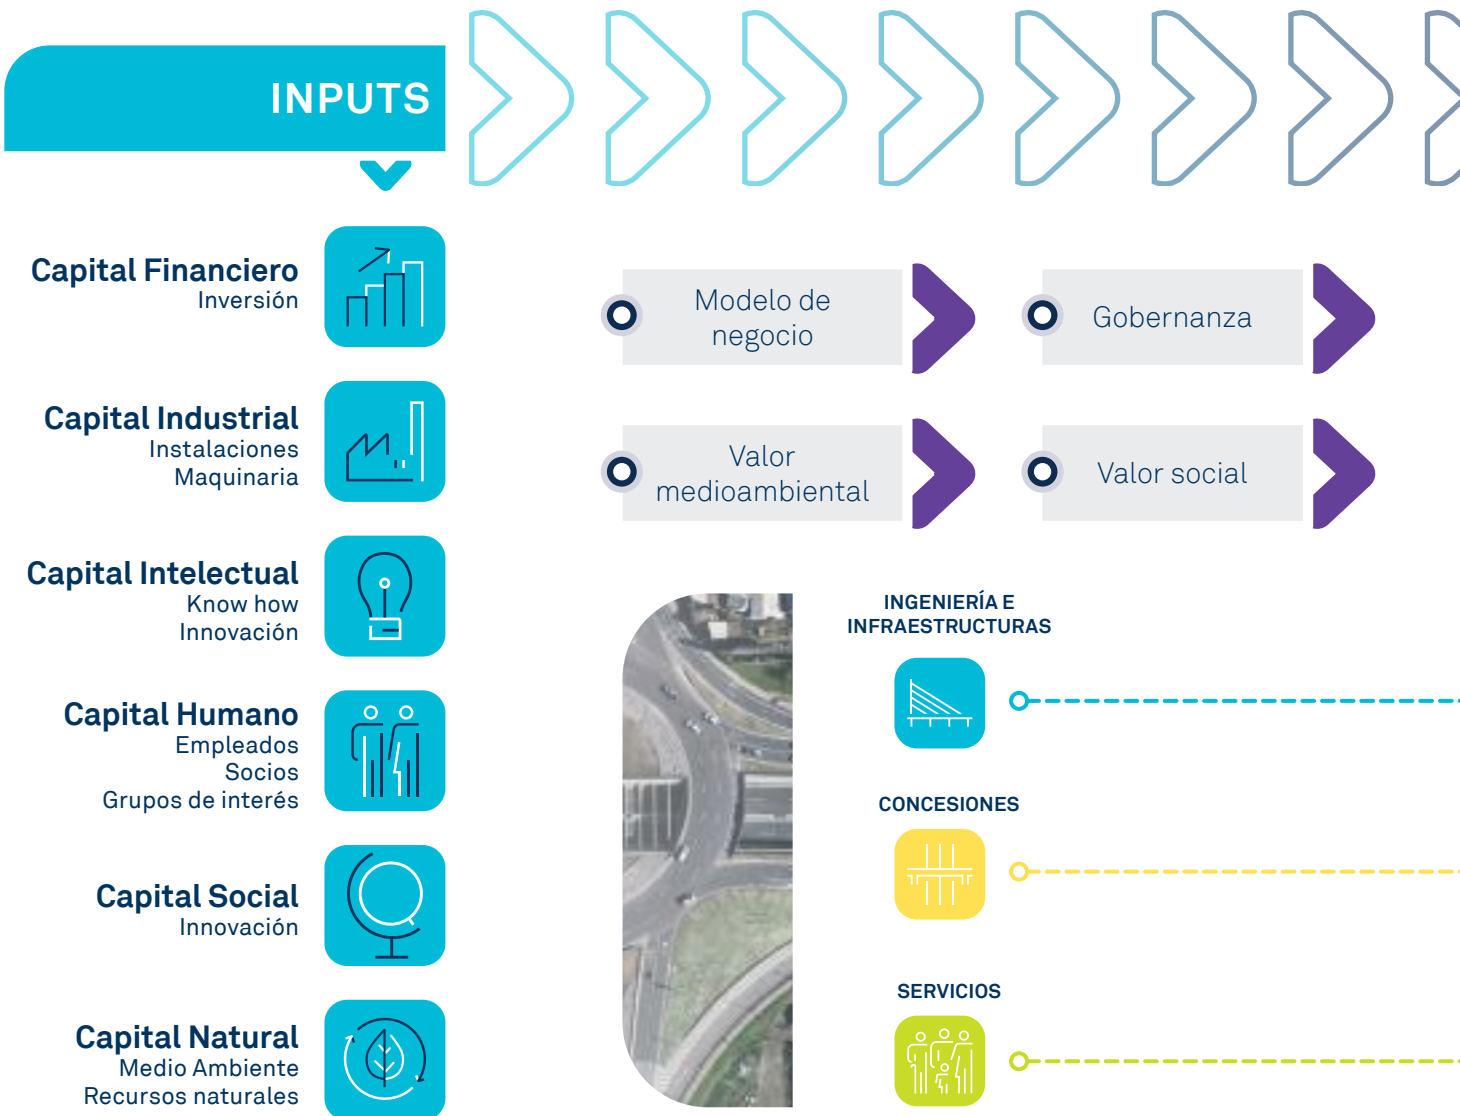 INPUTS
Capital Financiero
Inversión
Capital Industrial
Instalaciones
Maquinaria
Capital Intelectual
Know how
Innovación
Capital Humano
Empleados
Socios
Grupos de interés
Capital Social
Innovación
Capital Natural
Medio Ambiente
Recursos naturales
Modelo de
negocio
Gobernanza
Valor
medioambiental
Valor social
INGENIERÍA E
INFRAESTRUCTURAS
CONCESIONES
SERVICIOS